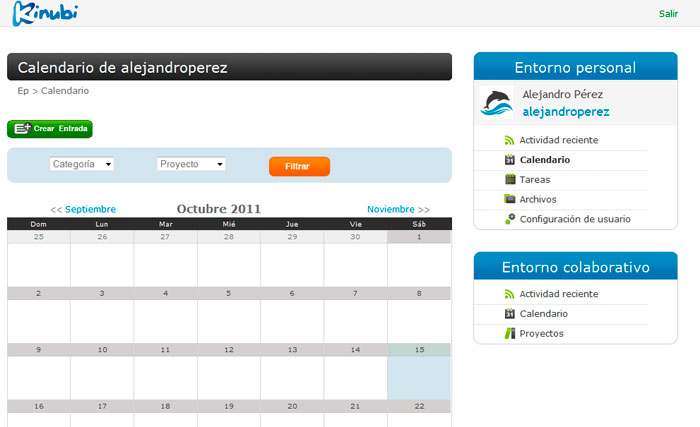 Kinubi
Salir
Calendario de alejandroperez
Ep > Calendario
Crear Entrada
Categoría Proyecto Filtrar
<< Septiembre Octubre 2011 Noviembre >>
Dom Lun Mar Mié Jue Vie Sáb
25 26 27 28 29 30 1
2 3 4 5 6 7 8
9 10 11 12 13 14 15
16 17 18 19 20 21 22
Entorno personal
Alejandro Pérez
alejandroperez
Actividad reciente
31 Calendario
Tareas
Archivos
Configuración de usuario
Entorno colaborativo
Actividad reciente
31 Calendario
Proyectos